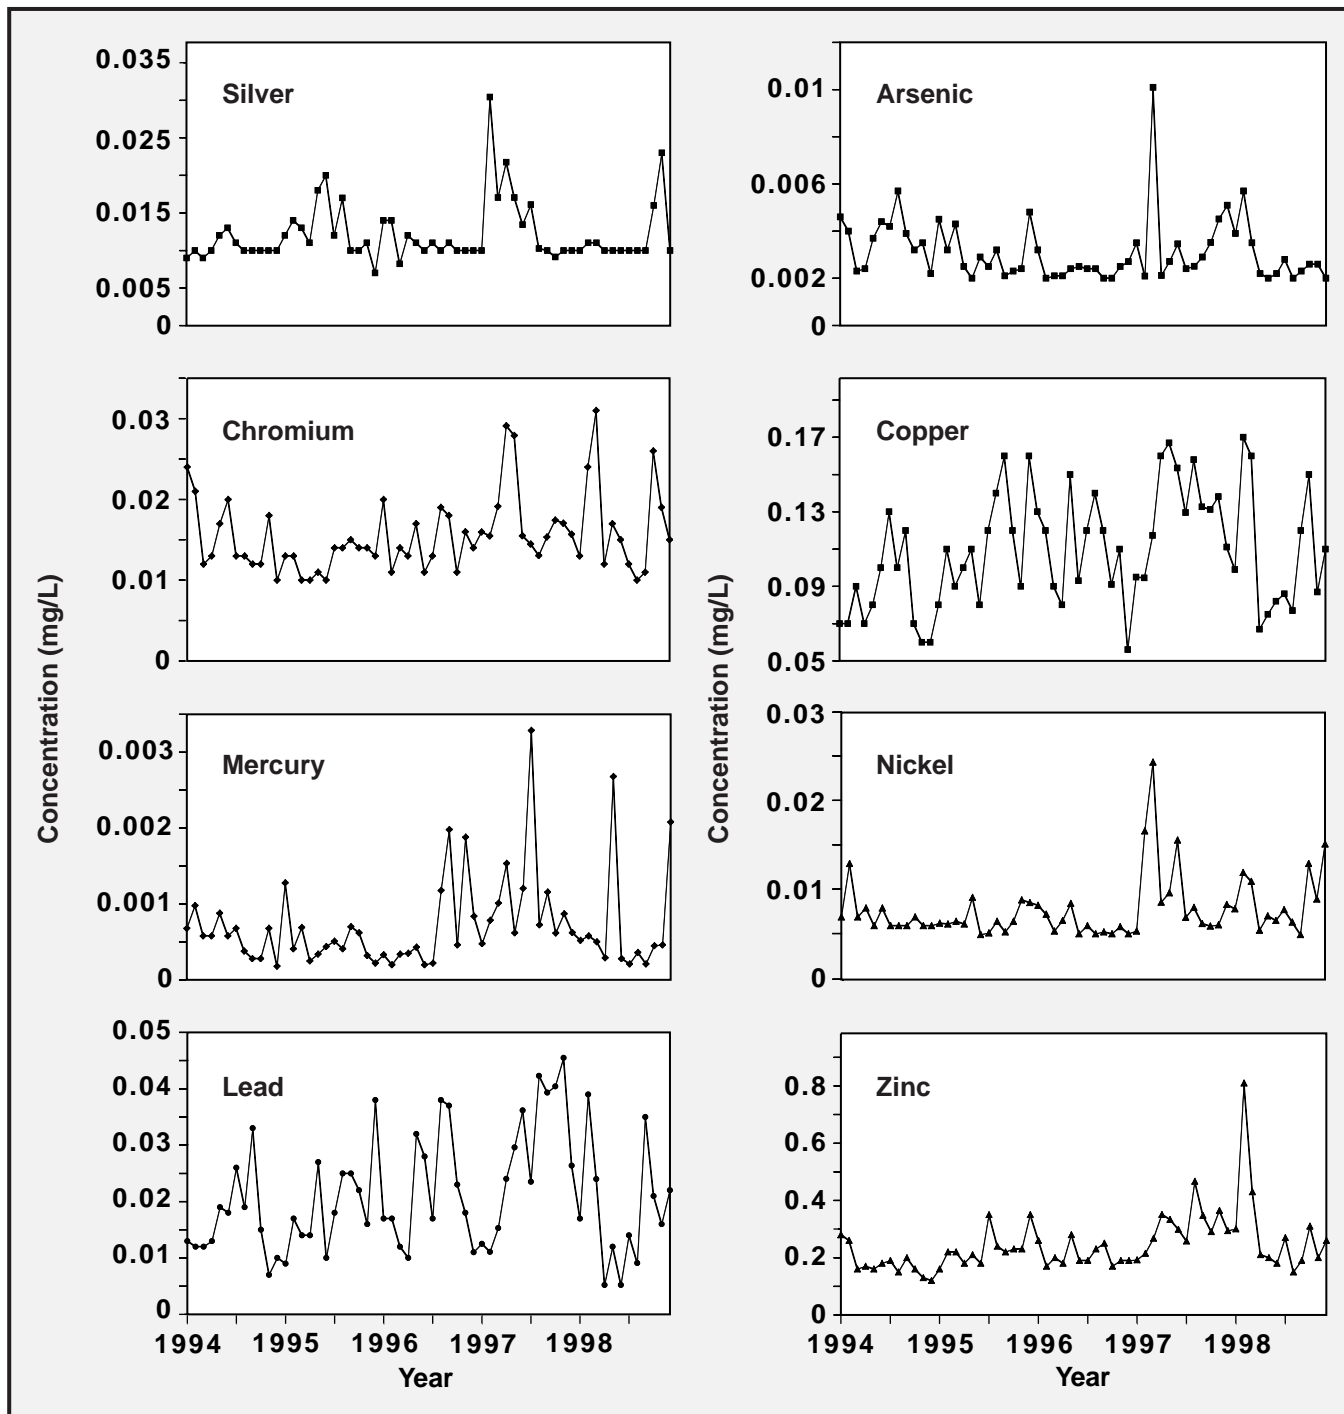 Concentration (mg/L)
Silver
0.035
0.025
0.015
0.005
0
Chromium
0.03
0.02
0.01
0
Mercury
0.003
0.002
0.001
0
Lead
0.05
0.04
0.03
0.02
0.01
0
1994 1995 1996 1997 1998
Year
Concentration (mg/L)
Arsenic
0.01
0.006
0.002
0
Copper
0.17
0.13
0.09
0.05
Nickel
0.03
0.02
0.01
0
Zinc
0.8
0.6
0.4
0.2
0
1994 1995 1996 1997 1998
Year